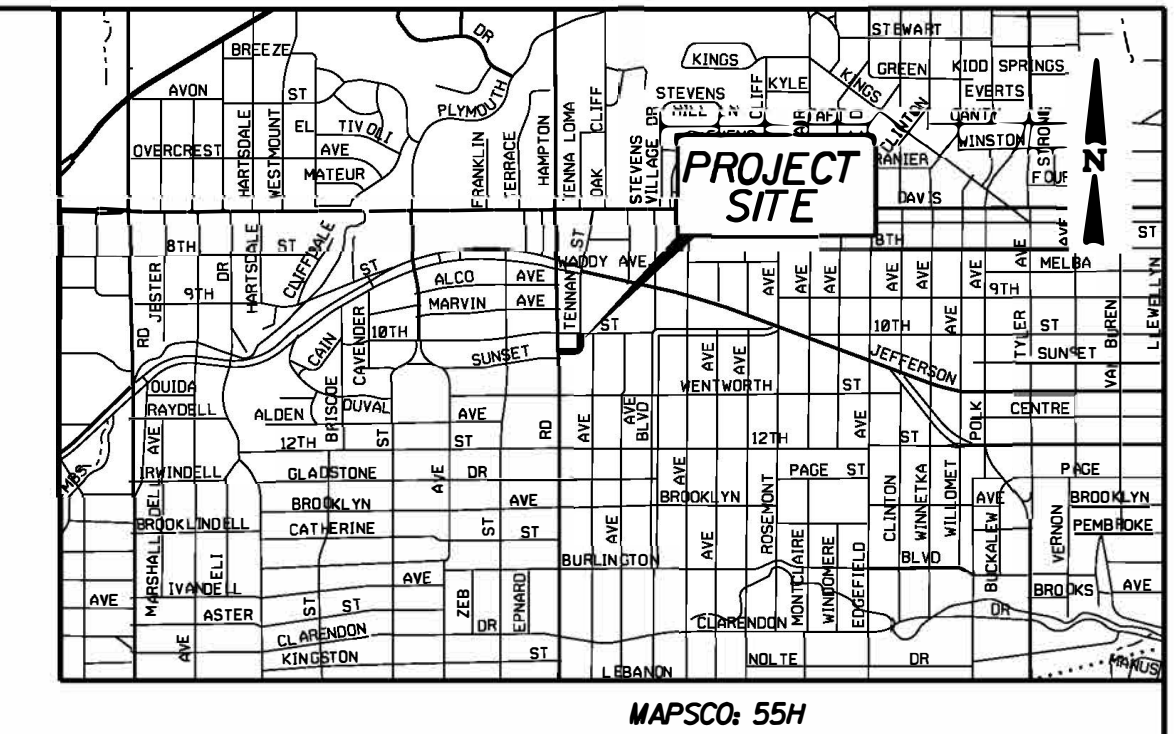 STEWART
BREEZE
DR
KINGS
GREEN
KIDD SPRINGS
AVON
ST
PLYMOUTH
CLIFF
KYLE
KINGS
EVERTS
STEVENS
EL
TIVOLI
OVERCREST
AVE
MATEUR
HARTSDALE
WESTMOUNT
FRANKLIN
TERRACE
HAMPTON
TENNA LOMA
OAK CLIFF
STEVENS
VILLAGE DR
CLINTON
WINSTON
RANIER
DAVIS
PROJECT
SITE
N
8TH
ST
CLIFFDALE
ST
ST
WADDY AVE
8TH
AVE
AVE
ST
MELBA
JESTER
RD
9TH
DR
HARTSDALE
ALCO
AVE
MARVIN
AVE
10TH
TENNANT
ST
AVE
AVE
AVE
AVE
AVE
AVE
9TH
10TH
AVE
TYLER
ST
VAN BUREN
LLEWELLYN
CAIN
CAVENDER
SUNSET
JEFFERSON
SUNSET
OUIDA
RAYDELL
ALDEN
BRISCOE
DUVAL
AVE
RD
AVE
AVE
BLVD
AVE
AVE
WENTWORTH
ST
CENTRE
AVE
12TH
ST
ST
12TH
AVE
ST
POLK
IRWINDELL
GLADSTONE
AVE
DR
AVE
PAGE ST
PAGE
BROOKLYN
AVE
BROOKLYN
AVE
BROOKLYN
MARSHALLDELL
BROOKLINDELL
CATHERINE
ST
ST
AVE
AVE
ROSEMONT
CLINTON
WINNETKA
WILLOMET
BUCKALEW
VERNON
PEMBROKE
BURLINGTON
BLVD
ELI
IVANDELL
AVE
AVE
ZEB
EPNARD
MONTCLAIRE
WINDOMERE
EDGEFIELD
BROOKS
AVE
ASTER
ST
ST
DR
CLARENDON
DR
AVE
CLARENDON
KINGSTON
ST
LEBANON
NOLTE
DR
MANUS
MAPSCO: 55H